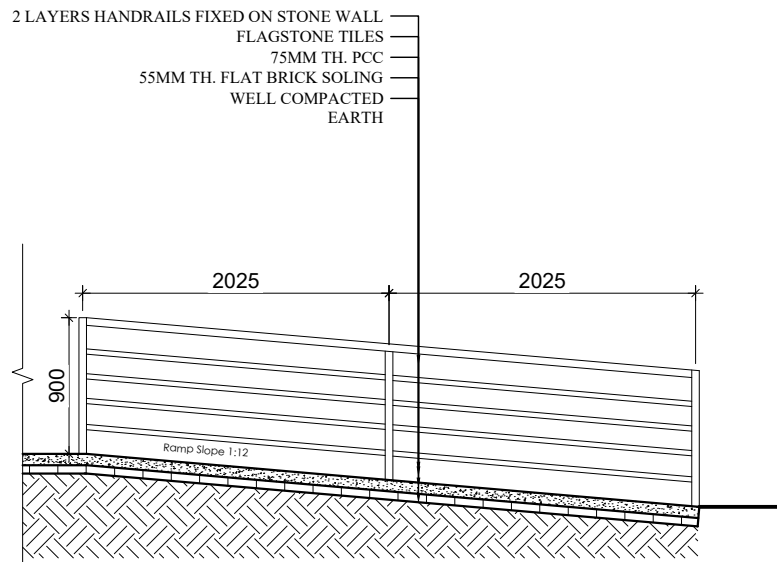 2 LAYERS HANDRAILS FIXED ON STONE WALL
FLAGSTONE TILES
75MM TH. PCC
55MM TH. FLAT BRICK SOLING
WELL COMPACTED
EARTH
2025
2025
900
Ramp Slope 1:12